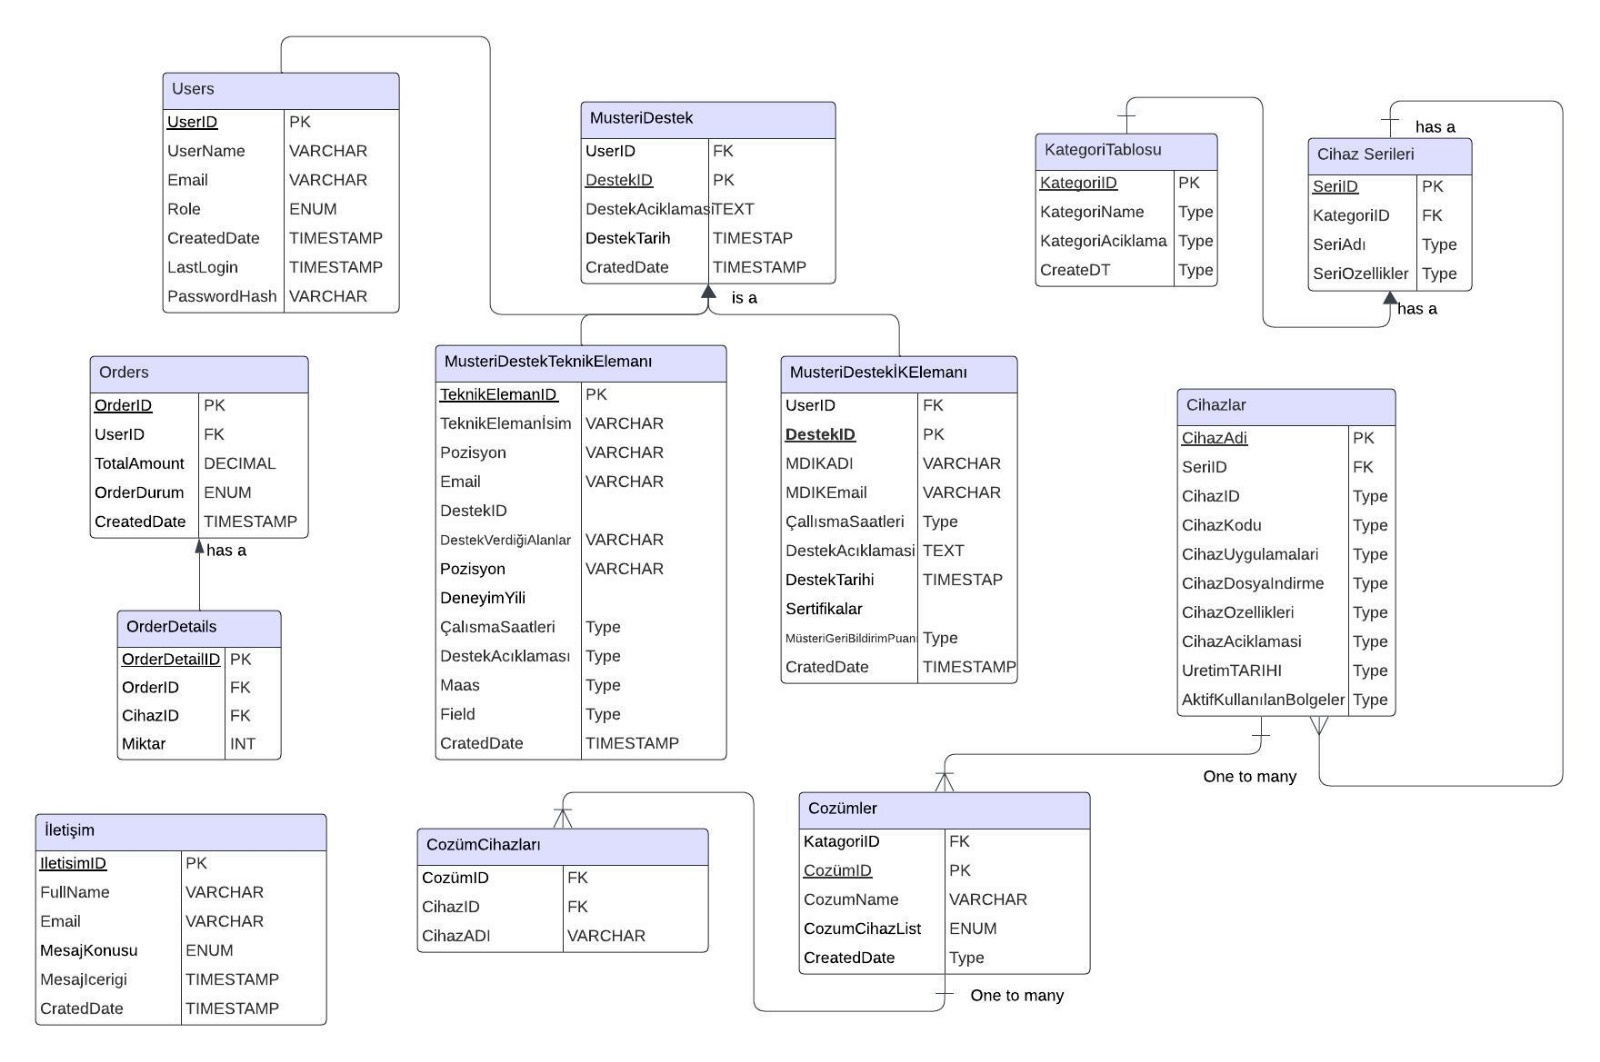 Users
UserID PK
UserName VARCHAR
Email VARCHAR
Role ENUM
CreatedDate TIMESTAMP
LastLogin TIMESTAMP
PasswordHash VARCHAR
MusteriDestek
UserID FK
DestekID PK
DestekAciklamasi TEXT
DestekTarih TIMESTAP
CratedDate TIMESTAMP
is a
KategoriTablosu
KategoriID PK
KategoriName Type
KategoriAciklama Type
CreateDT Type
has a
Cihaz Serileri
SeriID PK
KategoriID FK
SeriAdı Type
SeriOzellikler Type
has a
Orders
OrderID PK
UserID FK
TotalAmount DECIMAL
OrderDurum ENUM
CreatedDate TIMESTAMP
has a
OrderDetails
OrderDetailID PK
OrderID FK
CihazID FK
Miktar INT
MusteriDestekTeknikElemanı
TeknikElemanID PK
TeknikElemanİsim VARCHAR
Pozisyon VARCHAR
Email VARCHAR
DestekID
DestekVerdiğiAlanlar VARCHAR
Pozisyon VARCHAR
DeneyimYili
ÇalısmaSaatleri Type
DestekAcıklaması Type
Maas Type
Field Type
CratedDate TIMESTAMP
MusteriDestekİKElemanı
UserID FK
DestekID PK
MDIKADI VARCHAR
MDIKEmail VARCHAR
ÇallısmaSaatleri Type
DestekAcıklamasi TEXT
DestekTarihi TIMESTAP
Sertifikalar
MüsteriGeriBildirimPuan Type
CratedDate TIMESTAMP
Cihazlar
CihazAdi PK
SeriID FK
CihazID Type
CihazKodu Type
CihazUygulamalari Type
CihazDosyaIndirme Type
CihazOzellikleri Type
CihazAciklamasi Type
UretimTARIHI Type
AktifKullanılanBolgeler Type
One to many
İletişim
IletisimID PK
FullName VARCHAR
Email VARCHAR
MesajKonusu ENUM
MesajIcerigi TIMESTAMP
CratedDate TIMESTAMP
CozümCihazları
CozümID FK
CihazID FK
CihazADI VARCHAR
Cozümler
KatagoriID FK
CozümID PK
CozumName VARCHAR
CozumCihazList ENUM
CreatedDate Type
One to many